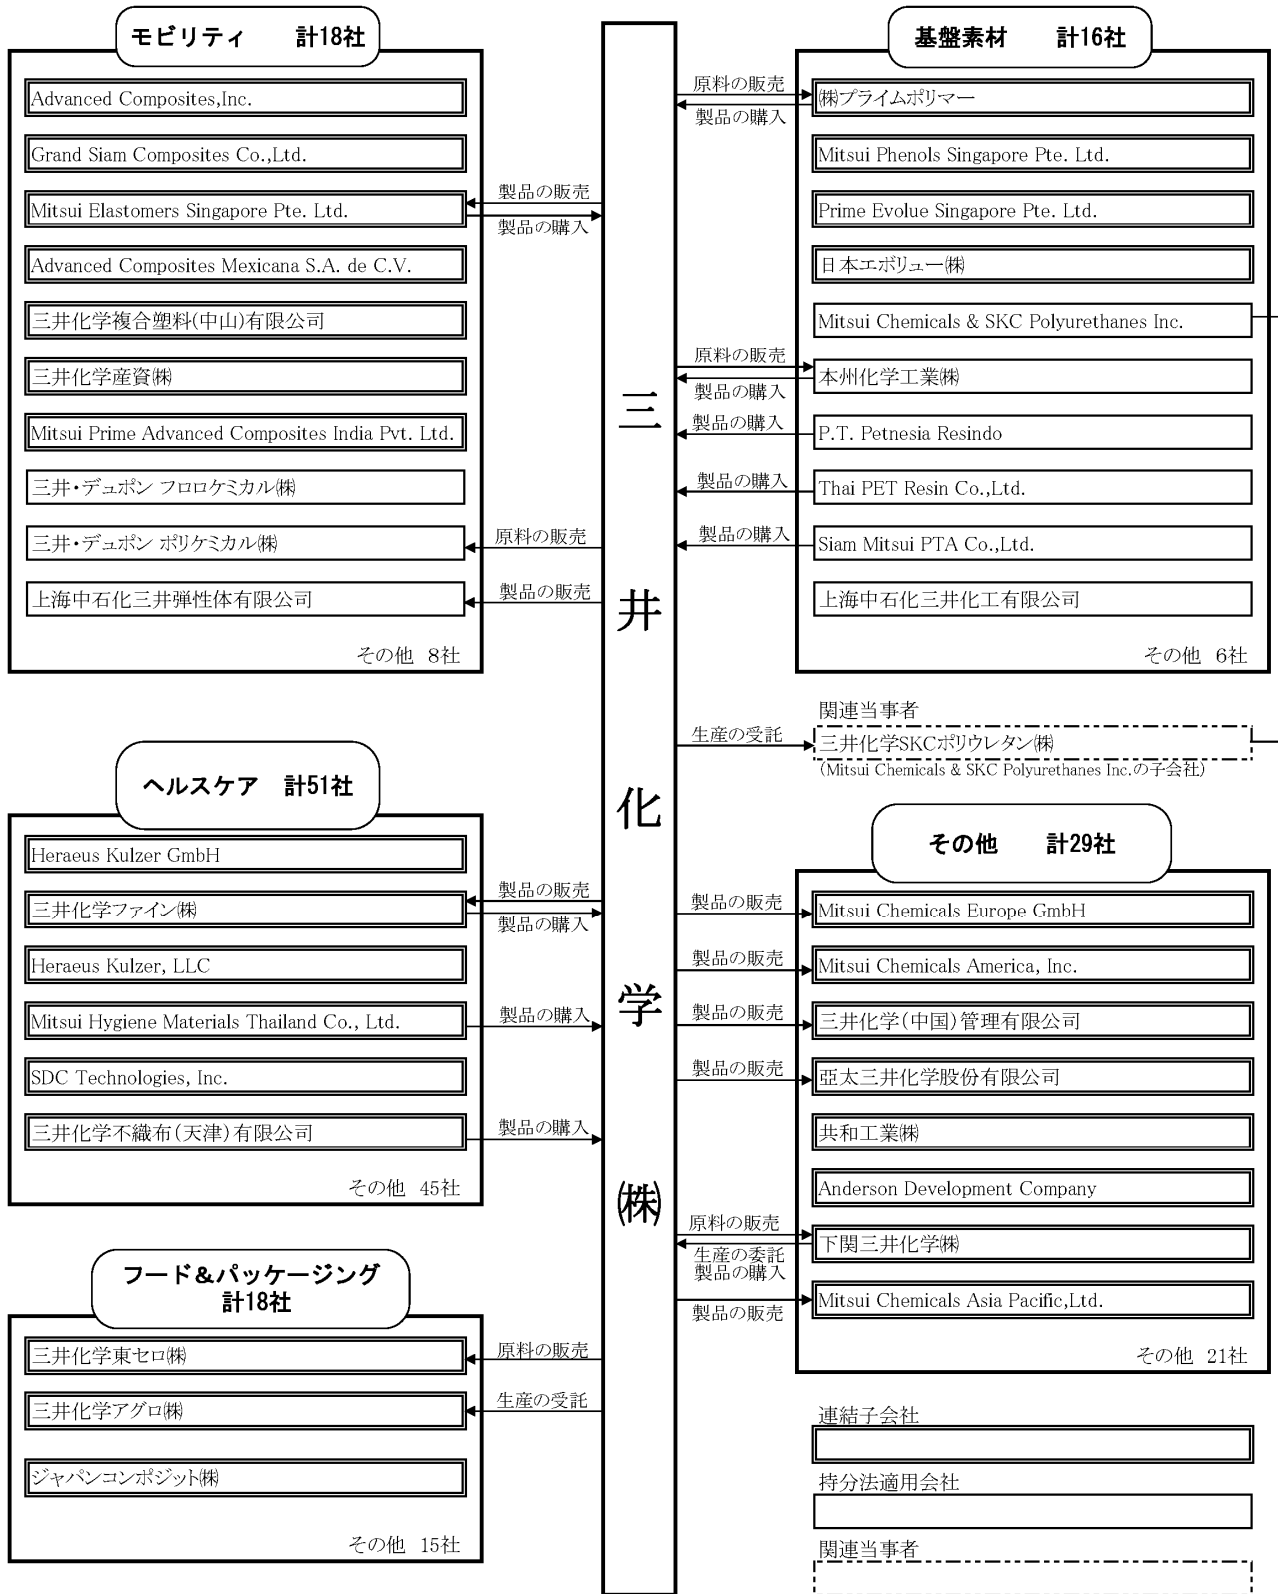 モビリティ　計18社
Advanced Composites,Inc.
Grand Siam Composites Co.,Ltd.
Mitsui Elastomers Singapore Pte. Ltd.
Advanced Composites Mexicana S.A. de C.V.
三井化学複合塑料(中山)有限公司
三井化学産資㈱
Mitsui Prime Advanced Composites India Pvt. Ltd.
三井・デュポン フロロケミカル㈱
三井・デュポン ポリケミカル㈱
上海中石化三井弾性体有限公司
その他 8社
製品の販売
製品の購入
原料の販売
製品の販売
ヘルスケア　計51社
Heraeus Kulzer GmbH
三井化学ファイン㈱
Heraeus Kulzer, LLC
Mitsui Hygiene Materials Thailand Co., Ltd.
SDC Technologies, Inc.
三井化学不織布(天津)有限公司
その他 45社
製品の販売
製品の購入
製品の購入
製品の購入
フード&パッケージング
計18社
三井化学東セロ㈱
三井化学アグロ㈱
ジャパンコンポジット㈱
その他 15社
原料の販売
生産の受託
三井化学㈱
基盤素材　計16社
原料の販売
製品の購入
㈱プライムポリマー
Mitsui Phenols Singapore Pte. Ltd.
Prime Evolue Singapore Pte. Ltd.
日本エボリュー㈱
Mitsui Chemicals & SKC Polyurethanes Inc.
原料の販売
製品の購入
本州化学工業㈱
製品の購入
P.T. Petnesia Resindo
製品の購入
Thai PET Resin Co.,Ltd.
製品の購入
Siam Mitsui PTA Co.,Ltd.
上海中石化三井化工有限公司
その他 6社
関連当事者
生産の受託
三井化学SKCポリウレタン㈱
(Mitsui Chemicals & SKC Polyurethanes Inc.の子会社)
その他　計29社
製品の販売
Mitsui Chemicals Europe GmbH
製品の販売
Mitsui Chemicals America, Inc.
製品の販売
三井化学(中国)管理有限公司
製品の販売
亞太三井化学股份有限公司
共和工業㈱
Anderson Development Company
原料の販売
生産の委託
製品の購入
下関三井化学㈱
製品の販売
Mitsui Chemicals Asia Pacific,Ltd.
その他 21社
連結子会社
持分法適用会社
関連当事者